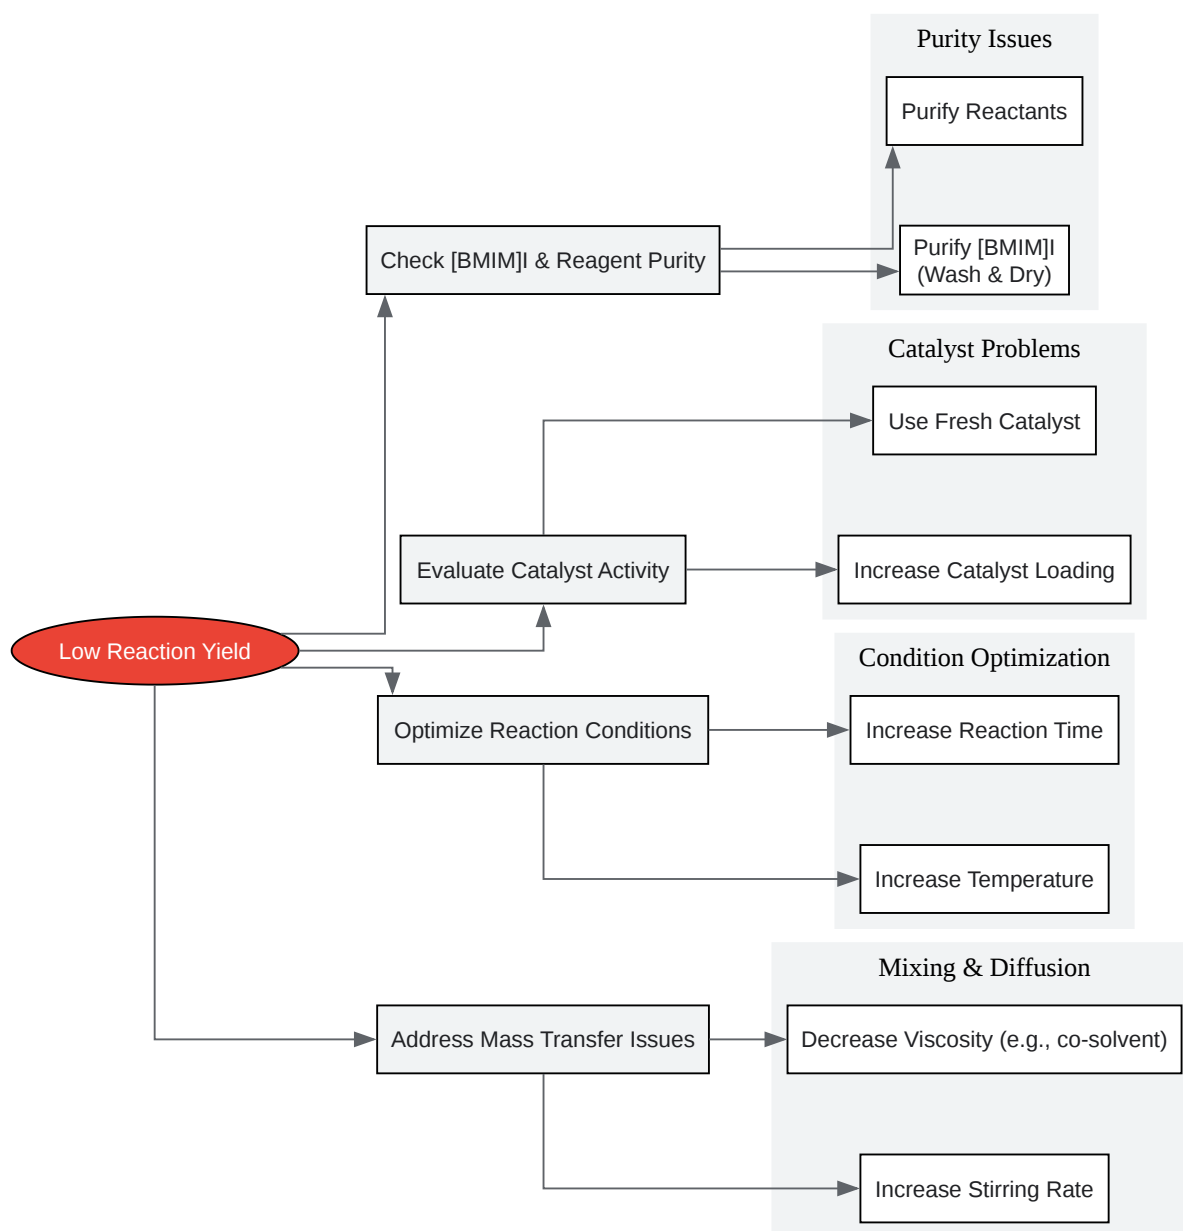 Purity Issues
Purify Reactants
Check [BMIM]I & Reagent Purity
Purify [BMIM]I
(Wash & Dry)
Catalyst Problems
Use Fresh Catalyst
Evaluate Catalyst Activity
Increase Catalyst Loading
Low Reaction Yield
Condition Optimization
Optimize Reaction Conditions
Increase Reaction Time
Increase Temperature
Mixing & Diffusion
Address Mass Transfer Issues
Decrease Viscosity (e.g., co-solvent)
Increase Stirring Rate